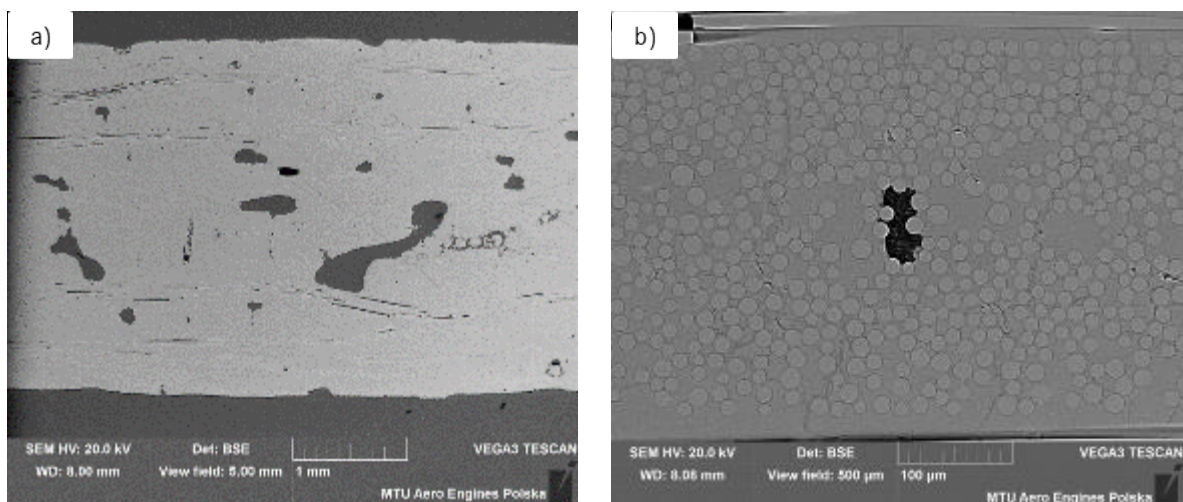 a)
SEM HV: 20.0 kV Det: BSE VEGA3 TESCAN
WD: 8.00 mm View field: 5.00 mm 1 mm
MTU Aero Engines Polska
b)
SEM HV: 20.0 kV Det: BSE VEGA3 TESCAN
WD: 8.06 mm View field: 500 µm 100 µm
MTU Aero Engines Polska